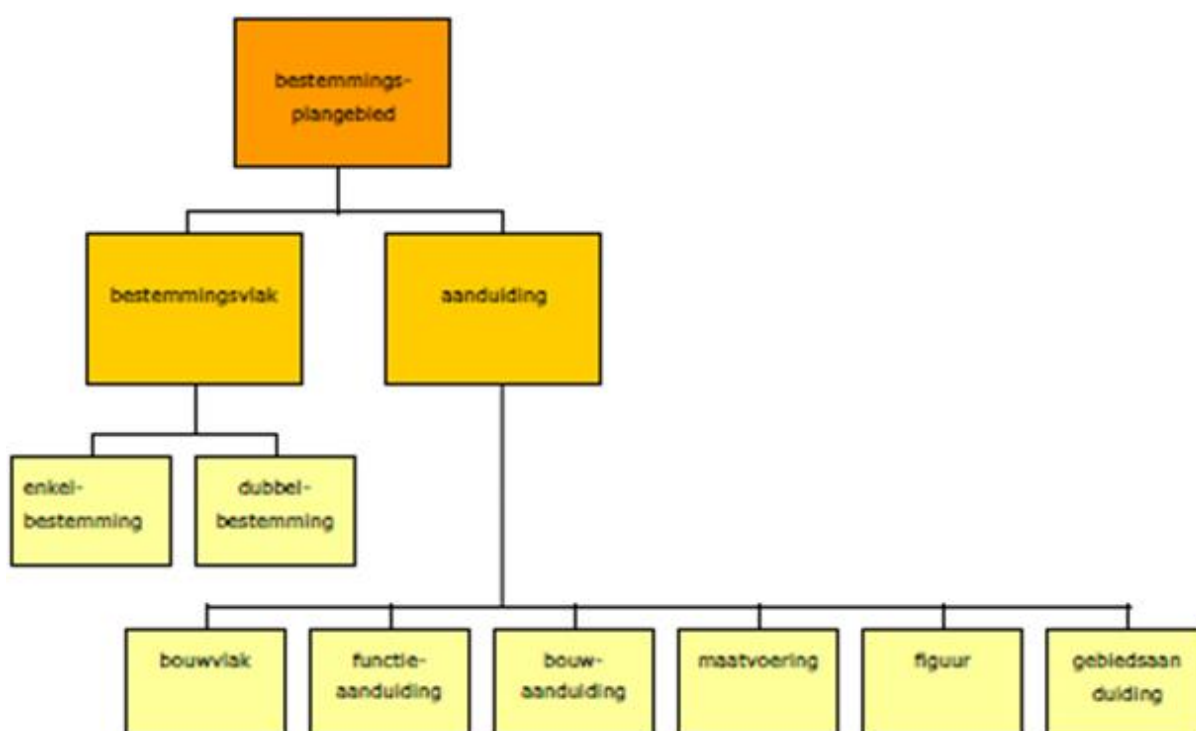 bestemmings-
plangebied
bestemmingsvlak
aanduiding
enkel-
bestemming
dubbel-
bestemming
bouwvlak
functie-
aanduiding
bouw-
aanduiding
maatvoering
figuur
gebiedsaan
duiding